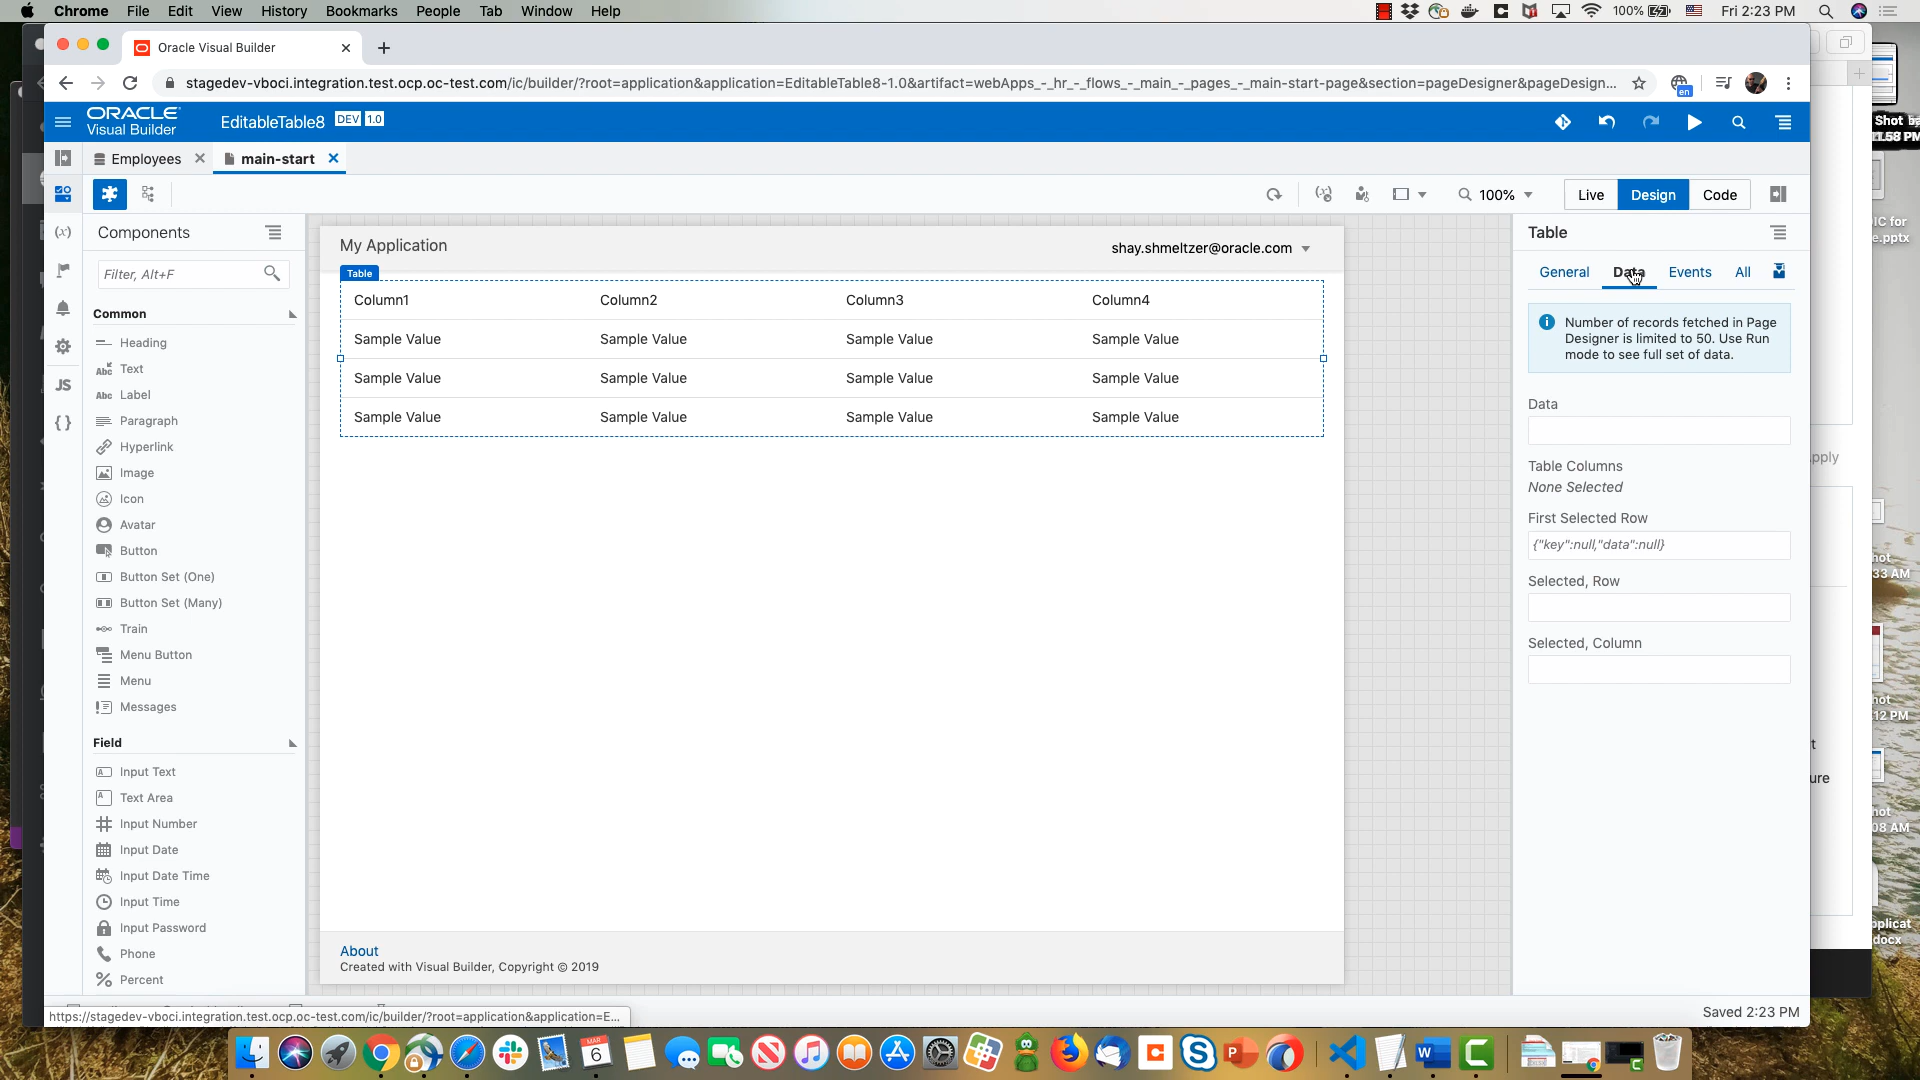 Chrome File Edit View History Bookmarks People Tab Window Help 100% Fri 2:23 PM
Oracle Visual Builder
stagedev-vboci.integration.test.ocp.oc-test.com/ic/builder/?root=application&application=EditableTable8-1.0&artifact=webApps_-_hr_-_flows_-_main_-_pages_-_main-start-page&section=pageDesigner&pageDesign...
en
ORACLE
Visual Builder
EditableTable8 DEV 1.0
Employees main-start
100% Live Design Code
Components
Filter, Alt+F
Common
Heading
Abc Text
Abc Label
Paragraph
Hyperlink
Image
Icon
Avatar
Button
Button Set (One)
Button Set (Many)
Train
Menu Button
Menu
Messages
Field
Input Text
Text Area
Input Number
Input Date
Input Date Time
Input Time
Input Password
Phone
Percent
(x)
JS
{ }
My Application shay.shmeltzer@oracle.com
Table
Column1 Column2 Column3 Column4
Sample Value Sample Value Sample Value Sample Value
Sample Value Sample Value Sample Value Sample Value
Sample Value Sample Value Sample Value Sample Value
About
Created with Visual Builder, Copyright © 2019
Table
General Data Events All
Number of records fetched in Page
Designer is limited to 50. Use Run
mode to see full set of data.
Data
Table Columns
None Selected
First Selected Row
{"key":null,"data":null}
Selected, Row
Selected, Column
https://stagedev-vboci.integration.test.ocp.oc-test.com/ic/builder/?root=application&application=E...
Saved 2:23 PM
MAR
6